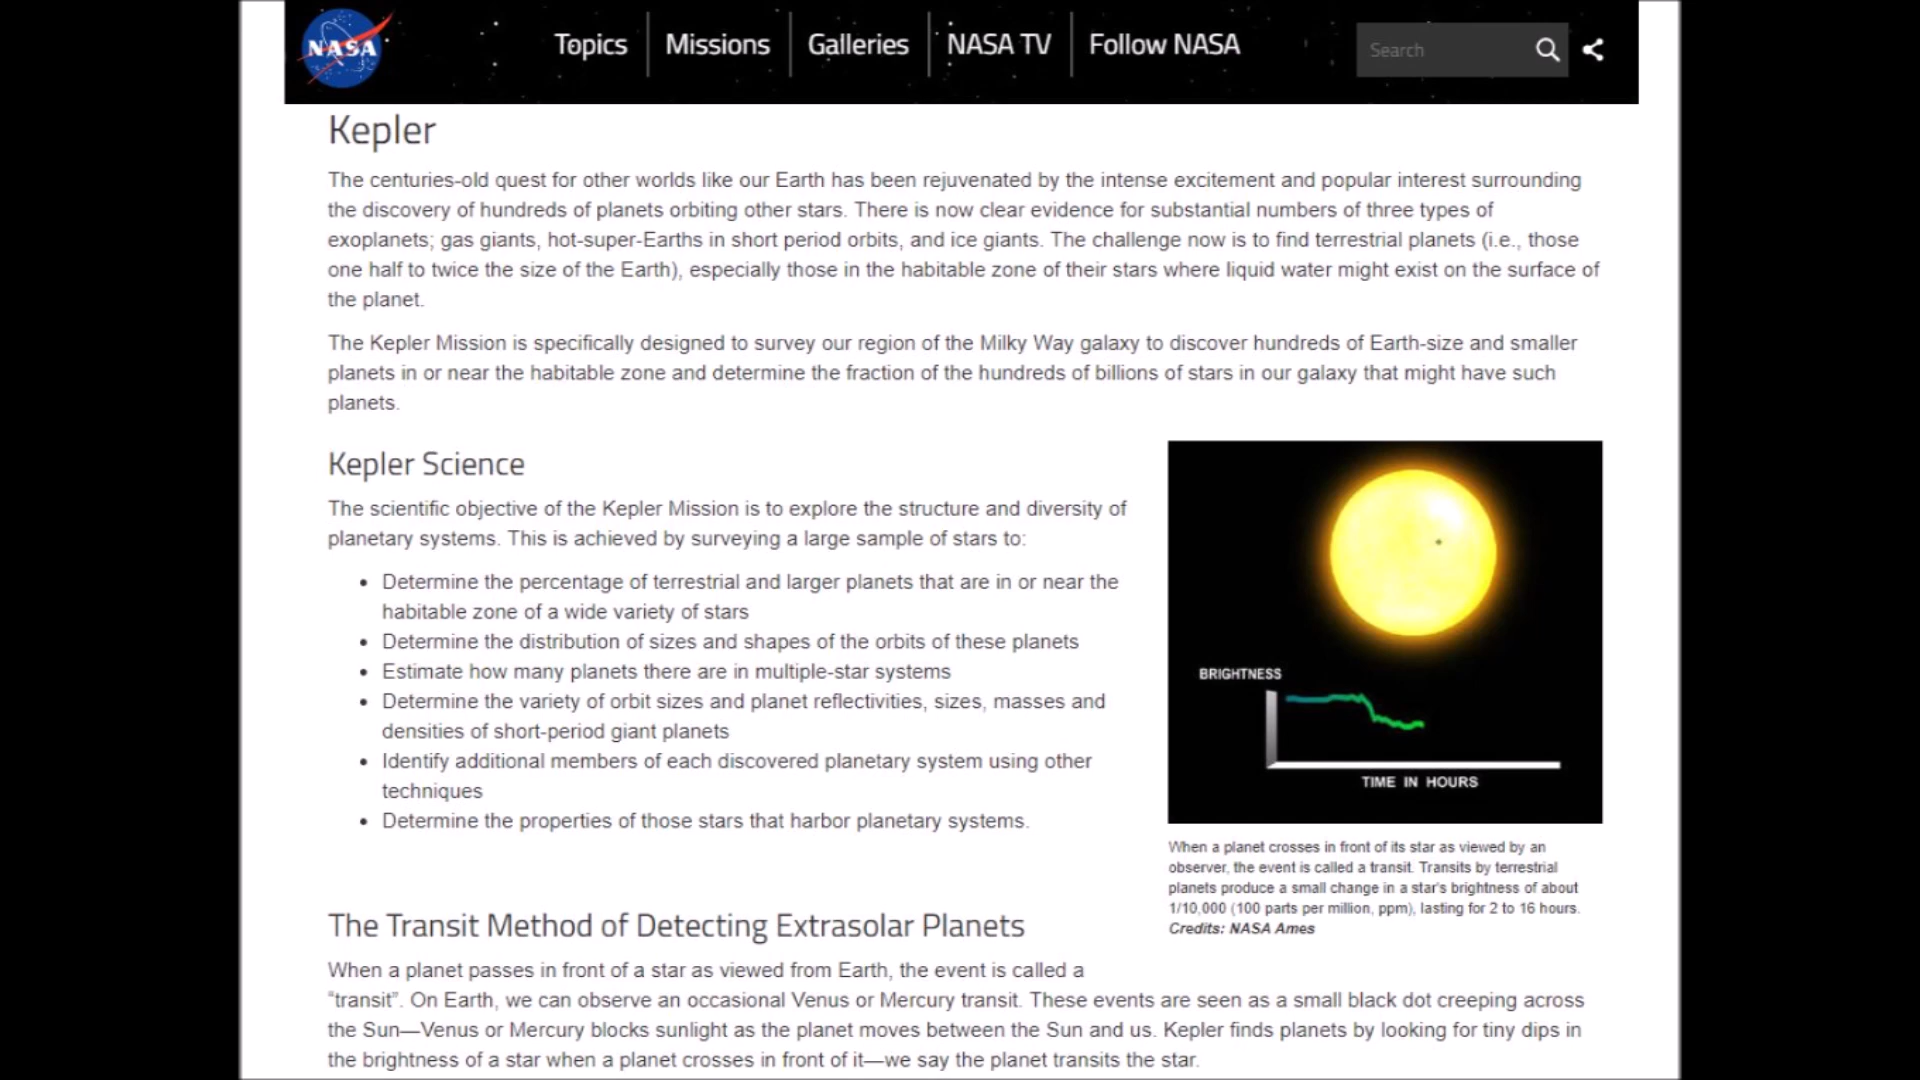 NASA
Topics
Missions
Galleries
NASA TV
Follow NASA
Search
Kepler
The centuries-old quest for other worlds like our Earth has been rejuvenated by the intense excitement and popular interest surrounding
the discovery of hundreds of planets orbiting other stars. There is now clear evidence for substantial numbers of three types of
exoplanets; gas giants, hot-super-Earths in short period orbits, and ice giants. The challenge now is to find terrestrial planets (i.e., those
one half to twice the size of the Earth), especially those in the habitable zone of their stars where liquid water might exist on the surface of
the planet.
The Kepler Mission is specifically designed to survey our region of the Milky Way galaxy to discover hundreds of Earth-size and smaller
planets in or near the habitable zone and determine the fraction of the hundreds of billions of stars in our galaxy that might have such
planets.
Kepler Science
The scientific objective of the Kepler Mission is to explore the structure and diversity of
planetary systems. This is achieved by surveying a large sample of stars to:
• Determine the percentage of terrestrial and larger planets that are in or near the
habitable zone of a wide variety of stars
• Determine the distribution of sizes and shapes of the orbits of these planets
• Estimate how many planets there are in multiple-star systems
• Determine the variety of orbit sizes and planet reflectivities, sizes, masses and
densities of short-period giant planets
• Identify additional members of each discovered planetary system using other
techniques
• Determine the properties of those stars that harbor planetary systems.
BRIGHTNESS
TIME IN HOURS
When a planet crosses in front of its star as viewed by an
observer, the event is called a transit. Transits by terrestrial
planets produce a small change in a star's brightness of about
1/10,000 (100 parts per million, ppm), lasting for 2 to 16 hours.
Credits: NASA Ames
The Transit Method of Detecting Extrasolar Planets
When a planet passes in front of a star as viewed from Earth, the event is called a
“transit”. On Earth, we can observe an occasional Venus or Mercury transit. These events are seen as a small black dot creeping across
the Sun—Venus or Mercury blocks sunlight as the planet moves between the Sun and us. Kepler finds planets by looking for tiny dips in
the brightness of a star when a planet crosses in front of it—we say the planet transits the star.